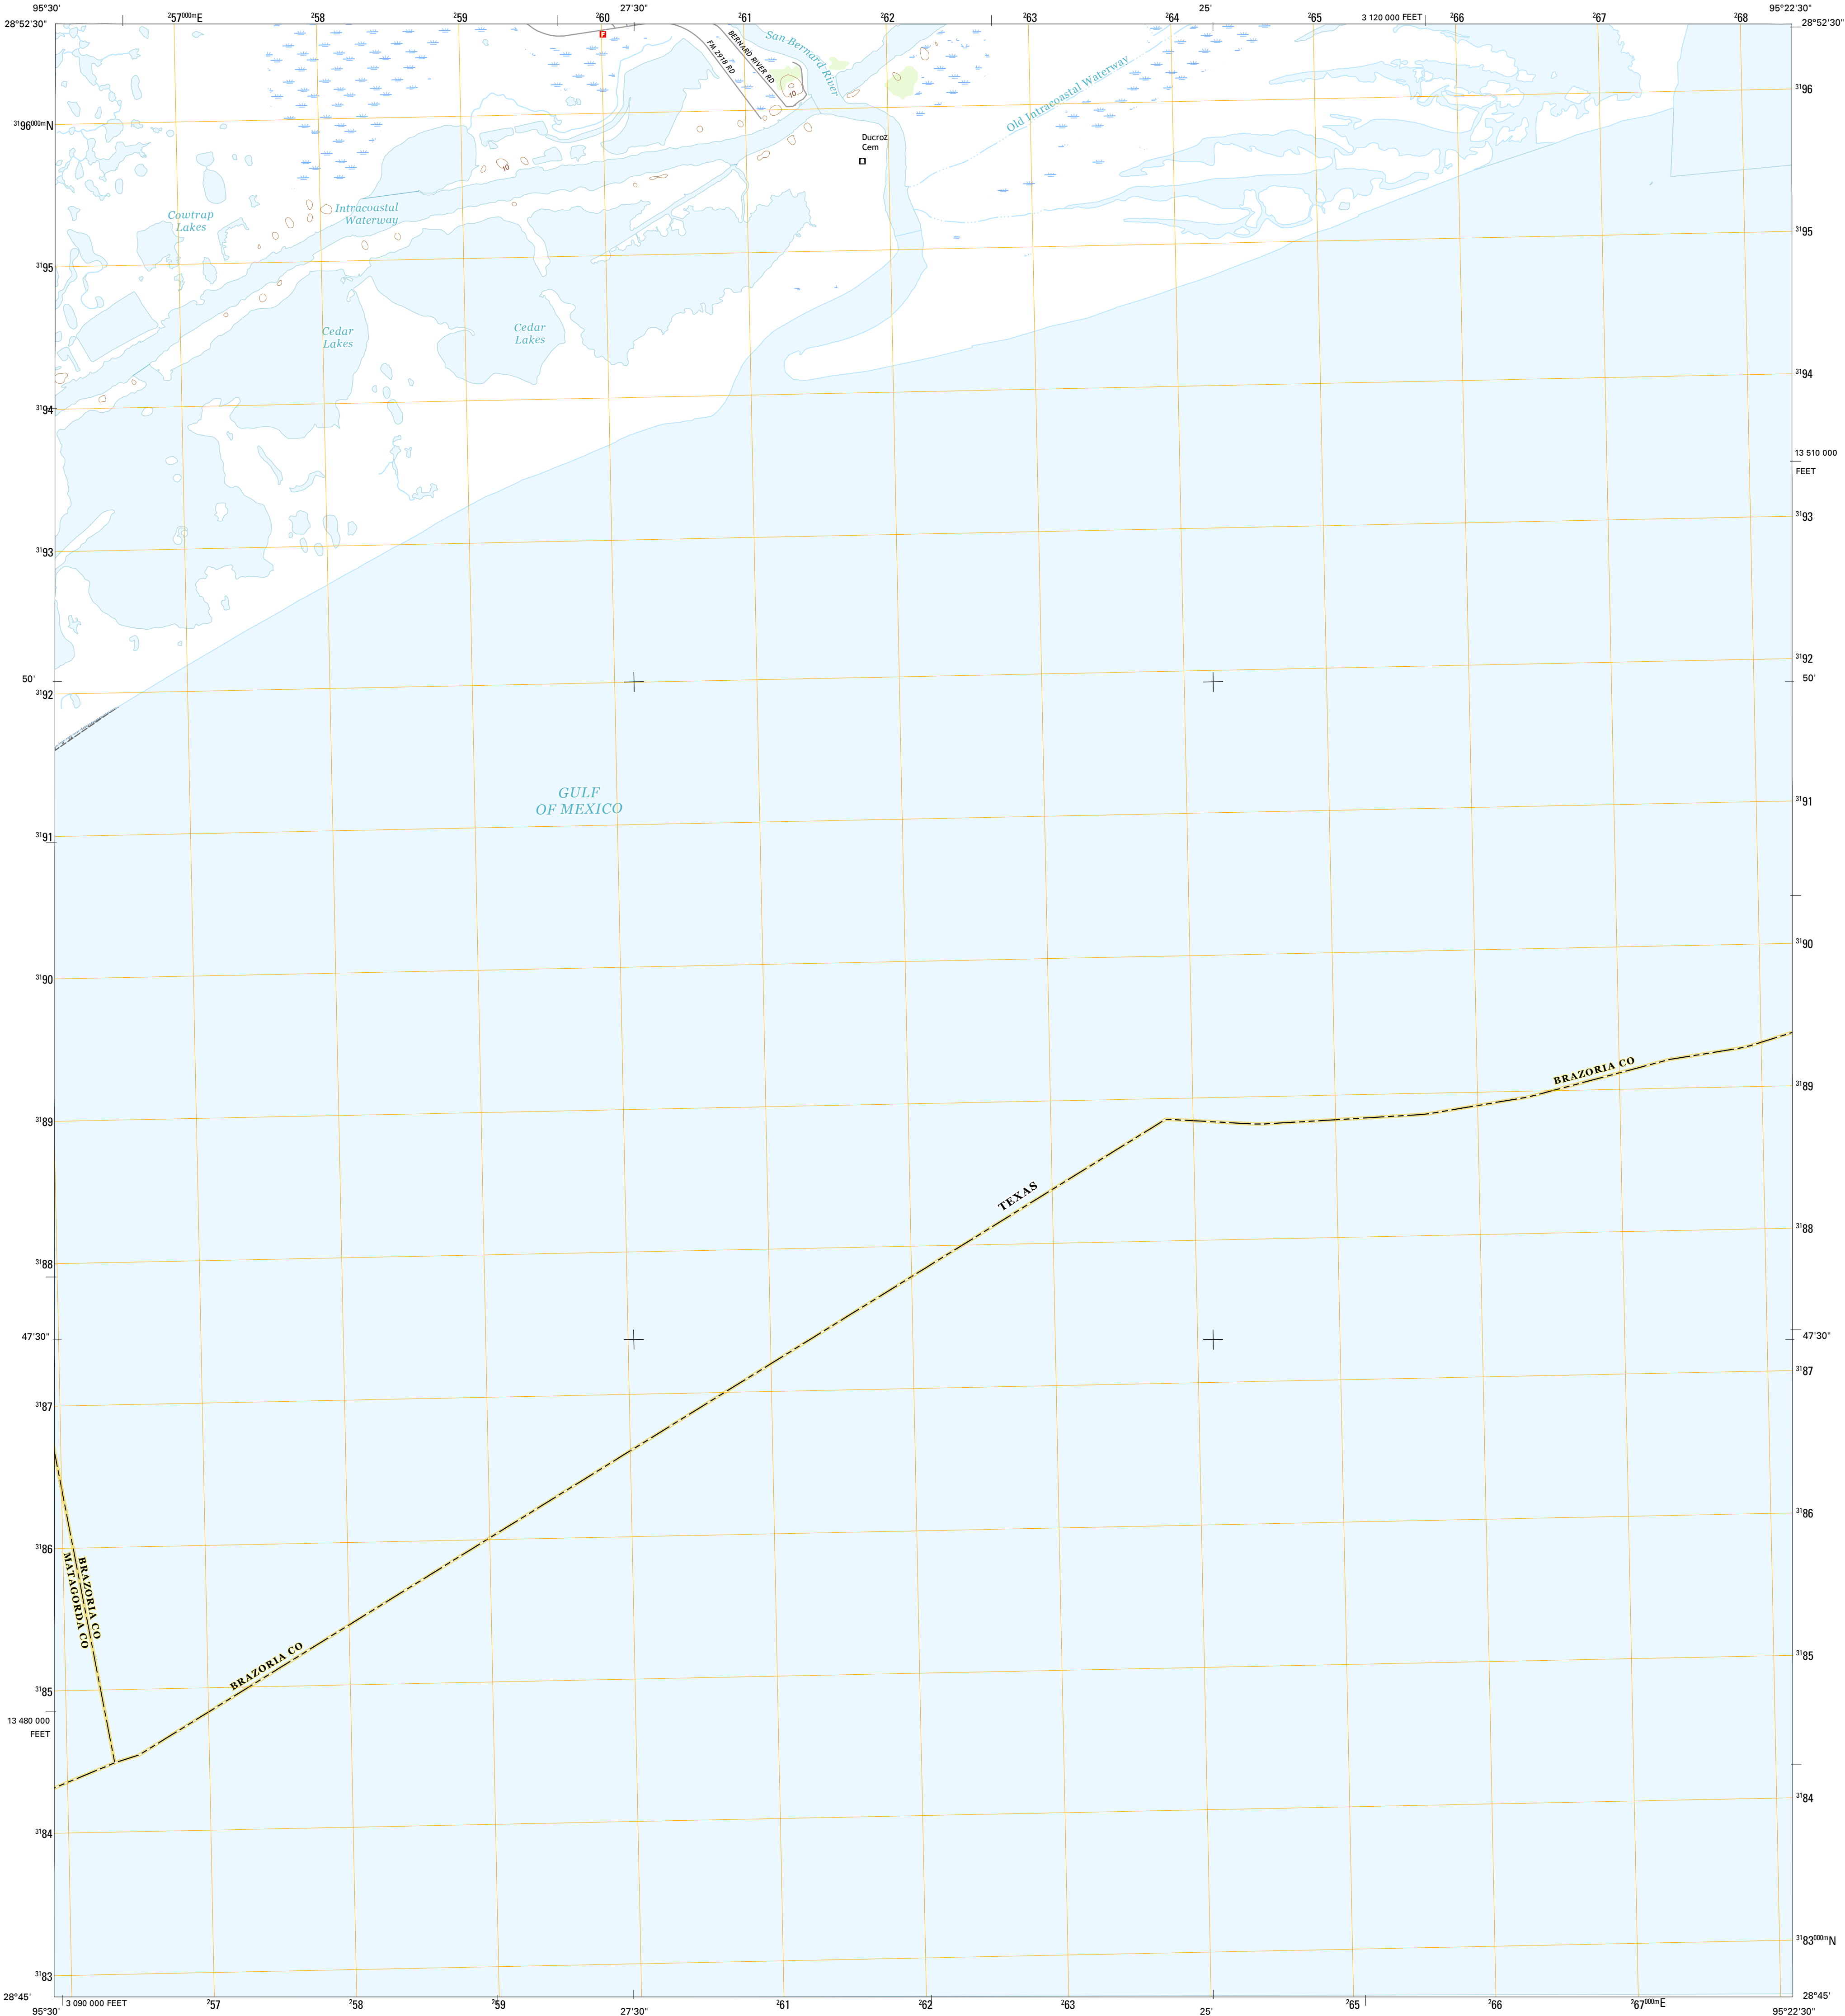 95°30'
²57⁰⁰⁰ᵐE
²58
²59
²60
27'30"
²61
²62
²63
²64
25'
²65
3 120 000 FEET
²66
²67
²68
95°22'30"
28°52'30"
28°52'30"
F
FM 2918 RD
BERNARD RIVER RD
San Bernard River
Old Intracoastal Waterway
10
10
³¹96⁰⁰⁰ᵐN
³¹96
Ducroz
Cem
Cowtrap
Lakes
Intracoastal
Waterway
³¹95
³¹95
Cedar
Lakes
Cedar
Lakes
³¹94
³¹94
13 510 000
FEET
³¹93
³¹93
50'
³¹92
³¹92
50'
GULF
OF MEXICO
³¹91
³¹91
³¹90
³¹90
BRAZORIA CO
³¹89
³¹89
TEXAS
³¹88
³¹88
47'30"
47'30"
³¹87
³¹87
³¹86
³¹86
BRAZORIA CO
MATAGORDA CO
BRAZORIA CO
³¹85
³¹85
13 480 000
FEET
³¹84
³¹84
³¹83
³¹83⁰⁰⁰ᵐN
28°45'
28°45'
95°30'
3 090 000 FEET
²57
²58
²59
27'30"
²61
²62
²63
25'
²65
²66
²67⁰⁰⁰ᵐE
95°22'30"